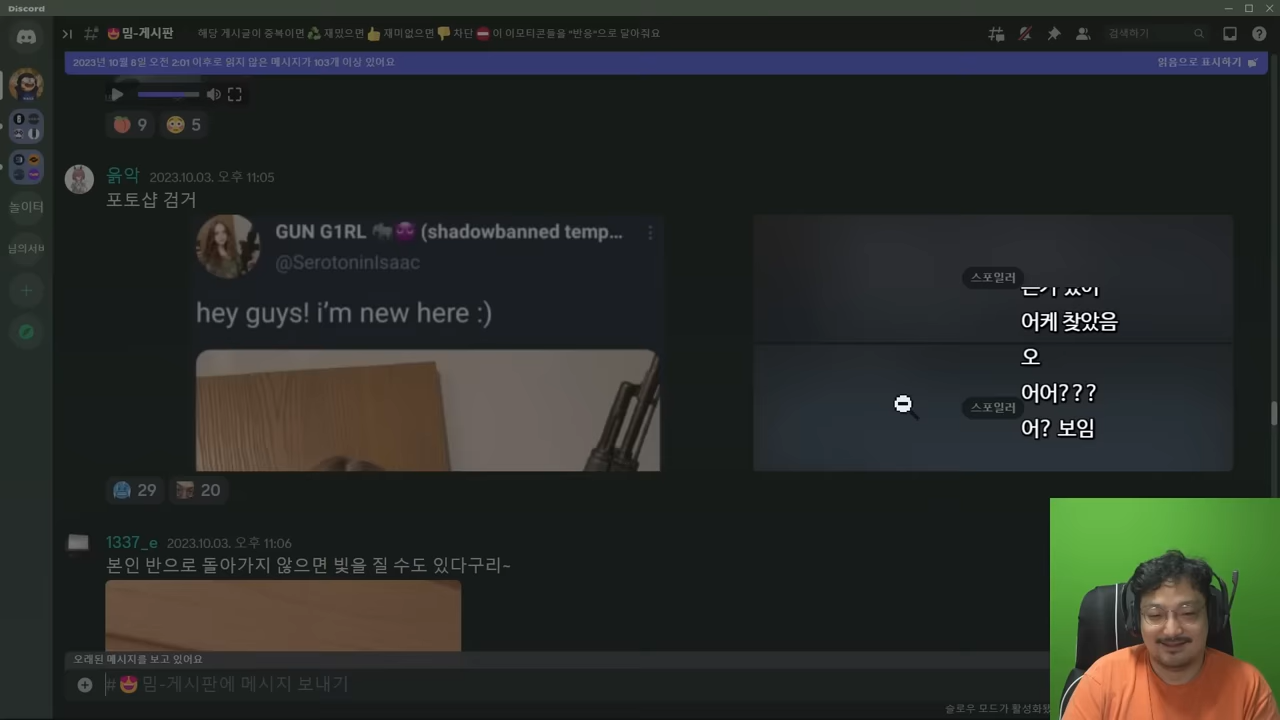 Discord
밈-게시판
해당 게시글이 중복이면 재밌으면 재미없으면 차단 이 이모티콘들을 "반응"으로 달아줘요
검색하기
2023년 10월 8일 오전 2:01 이후로 읽지 않은 메시지가 103개 이상 있어요
읽음으로 표시하기
9
5
읋악 2023.10.03. 오후 11:05
포토샵 검거
놀이터
님의서버
GUN G1RL (shadowbanned temp...
@SerotoninIsaac
hey guys! i'm new here :)
스포일러
어케 찾았음
오
어어???
스포일러
어? 보임
29
20
1337_e 2023.10.03. 오후 11:06
본인 반으로 돌아가지 않으면 빚을 질 수도 있다구리~
오래된 메시지를 보고 있어요
#밈-게시판에 메시지 보내기
슬로우 모드가 활성화됐